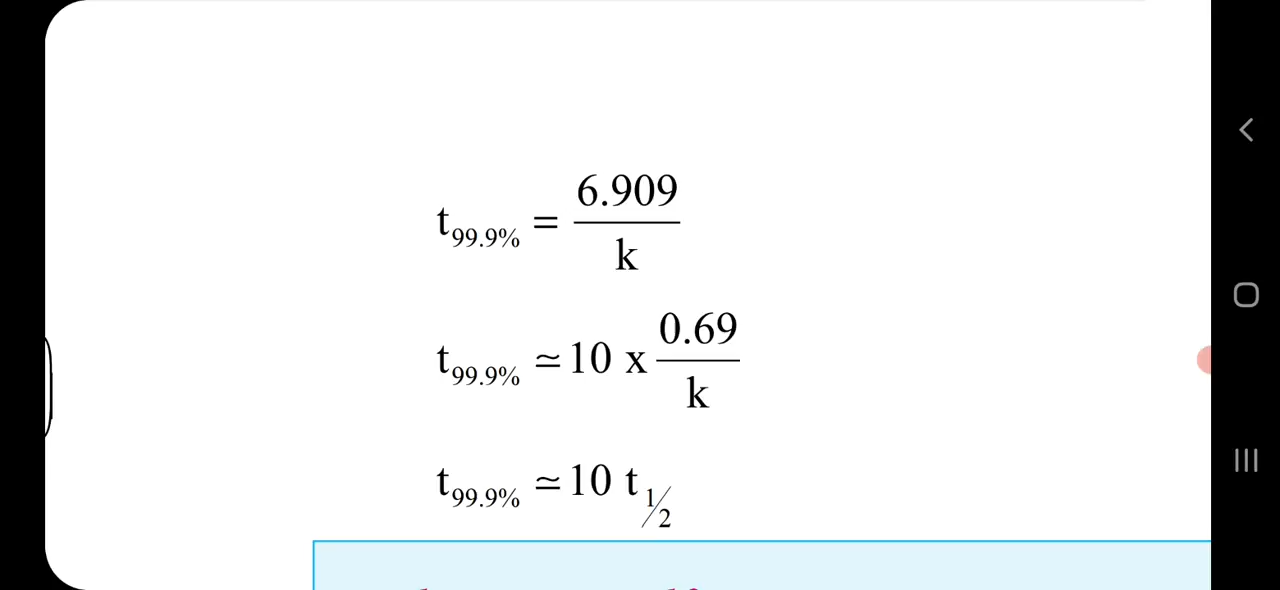 t99.9% = 6.909/k
t99.9% ≃ 10 x 0.69/k
t99.9% ≃ 10 t1/2